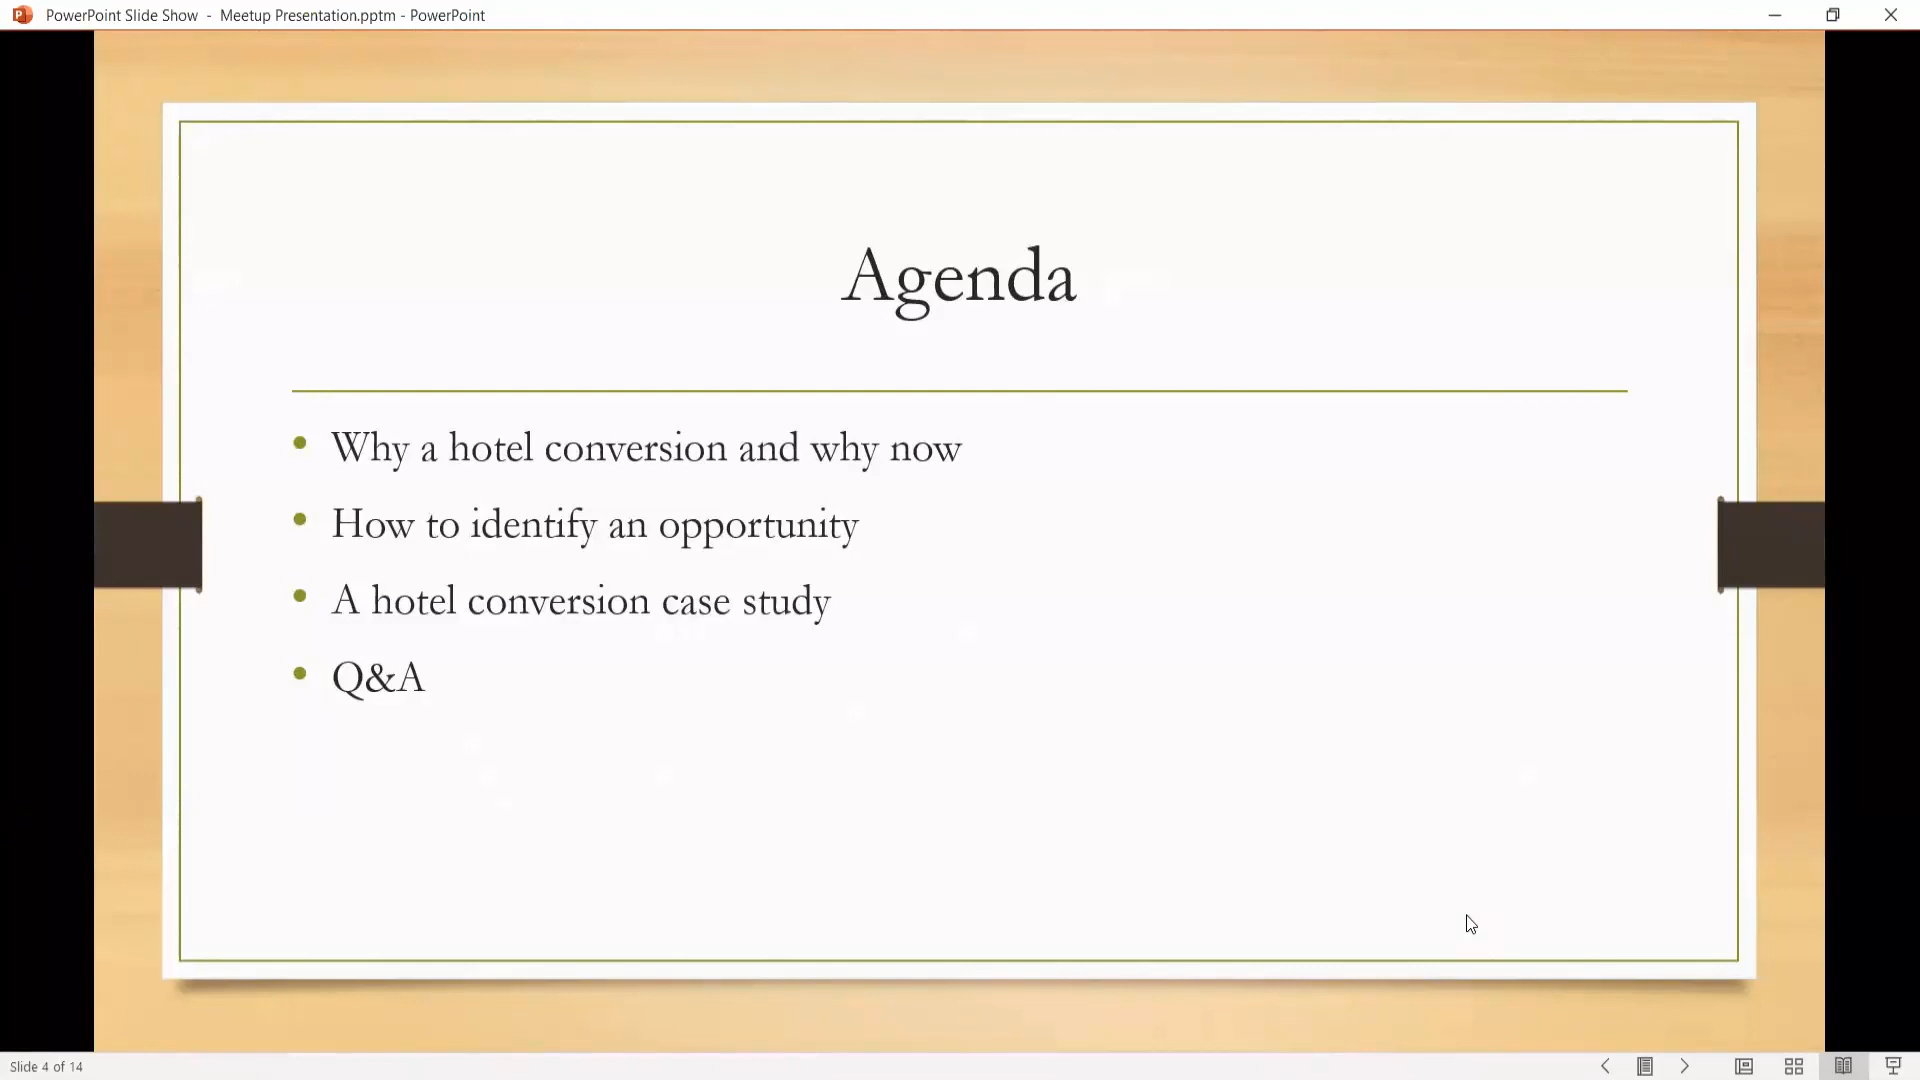 PowerPoint Slide Show - Meetup Presentation.pptm - PowerPoint
Agenda
• Why a hotel conversion and why now
• How to identify an opportunity
• A hotel conversion case study
• Q&A
Slide 4 of 14